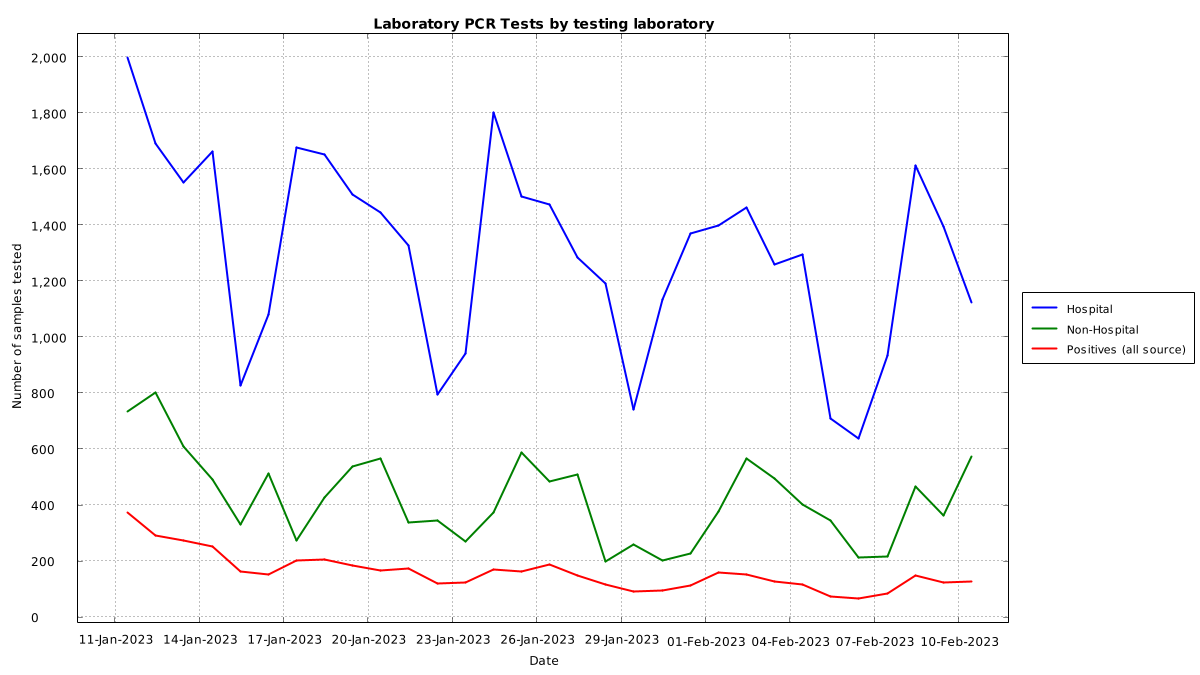 Laboratory PCR Tests by testing laboratory
2,000
1,800
1,600
1,400
1,200
1,000
800
600
400
200
0
Number of samples tested
11-Jan-2023 14-Jan-2023 17-Jan-2023 20-Jan-2023 23-Jan-2023 26-Jan-2023 29-Jan-2023 01-Feb-2023 04-Feb-2023 07-Feb-2023 10-Feb-2023
Date
Hospital
Non-Hospital
Positives (all source)